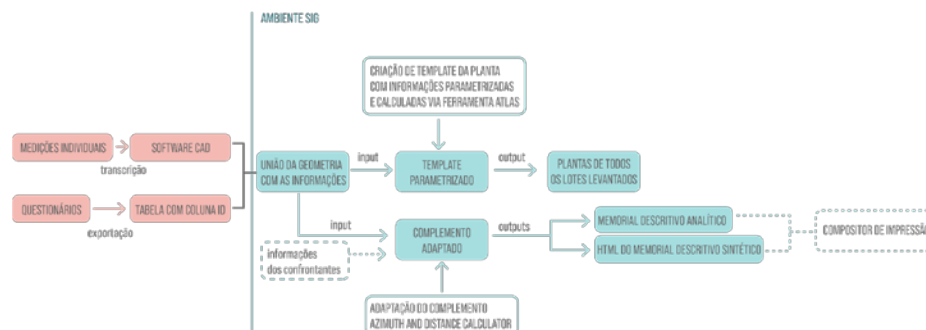 AMBIENTE SIG
CRIAÇÃO DE TEMPLATE DA PLANTA
COM INFORMAÇÕES PARAMETRIZADAS
E CALCULADAS VIA FERRAMENTA ATLAS
MEDIÇÕES INDIVIDUAIS
SOFTWARE CAD
transcrição
QUESTIONÁRIOS
TABELA COM COLUNA ID
exportação
UNIÃO DA GEOMETRIA
COM AS INFORMAÇÕES
input
TEMPLATE
PARAMETRIZADO
output
PLANTAS DE TODOS
OS LOTES LEVANTADOS
input
informações
dos confrontantes
COMPLEMENTO
ADAPTADO
outputs
MEMORIAL DESCRITIVO ANALÍTICO
HTML DO MEMORIAL DESCRITIVO SINTÉTICO
COMPOSITOR DE IMPRESSÃ
ADAPTAÇÃO DO COMPLEMENTO
AZIMUTH AND DISTANCE CALCULATOR